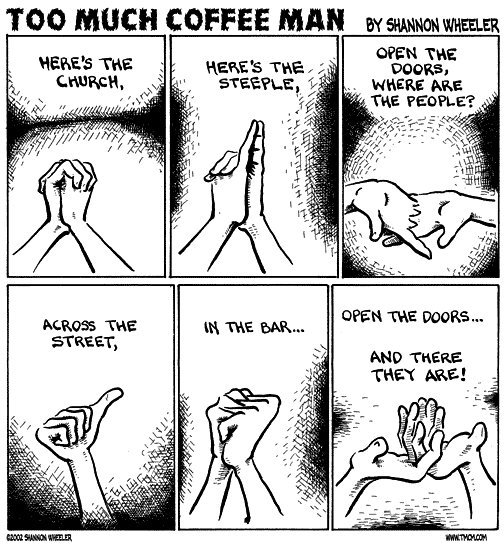 TOO MUCH COFFEE MAN BY SHANNON WHEELER
HERE'S THE
CHURCH,
HERE'S THE
STEEPLE,
OPEN THE
DOORS,
WHERE ARE
THE PEOPLE?
ACROSS THE
STREET,
IN THE BAR...
OPEN THE DOORS...
AND THERE
THEY ARE!
©2002 SHANNON WHEELER
WWW.TMCM.COM